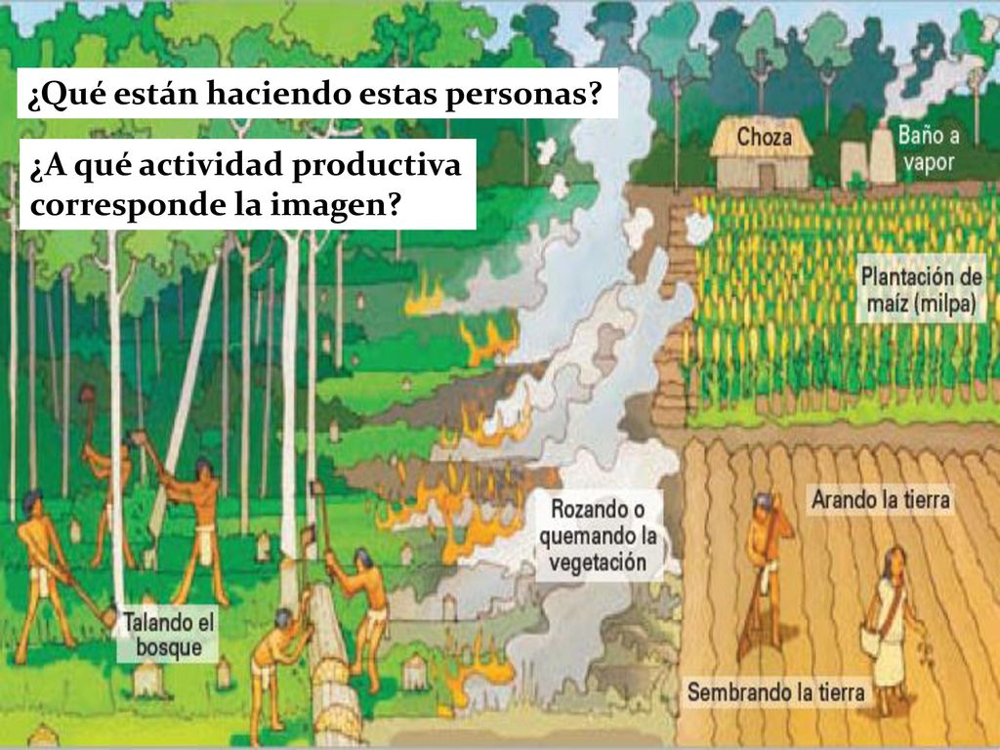 ¿Qué están haciendo estas personas?
¿A qué actividad productiva
corresponde la imagen?
Choza
Baño a
vapor
Plantación de
maíz (milpa)
Arando la tierra
Rozando o
quemando la
vegetación
Talando el
bosque
Sembrando la tierra